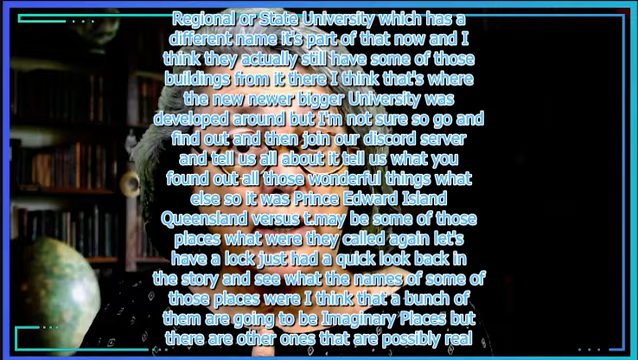 Regional or State University which has a
different name it's part of that now and I
think they actually still have some of those
buildings from it there I think that's where
the new newer bigger University was
developed around but I'm not sure so go and
find out and then join our discord server
and tell us all about it tell us what you
found out all those wonderful things what
else so it was Prince Edward Island
Queensland versus t.may be some of those
places what were they called again let's
have a lock just had a quick look back in
the story and see what the names of some of
those places were I think that a bunch of
them are going to be Imaginary Places but
there are other ones that are possibly real